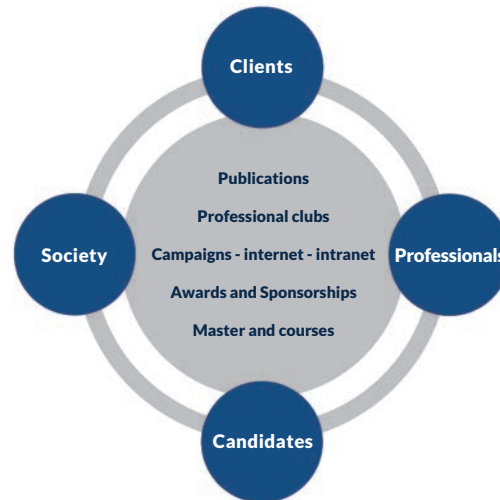 Clients
Publications
Professional clubs
Society
Campaigns - internet - intranet
Professionals
Awards and Sponsorships
Master and courses
Candidates